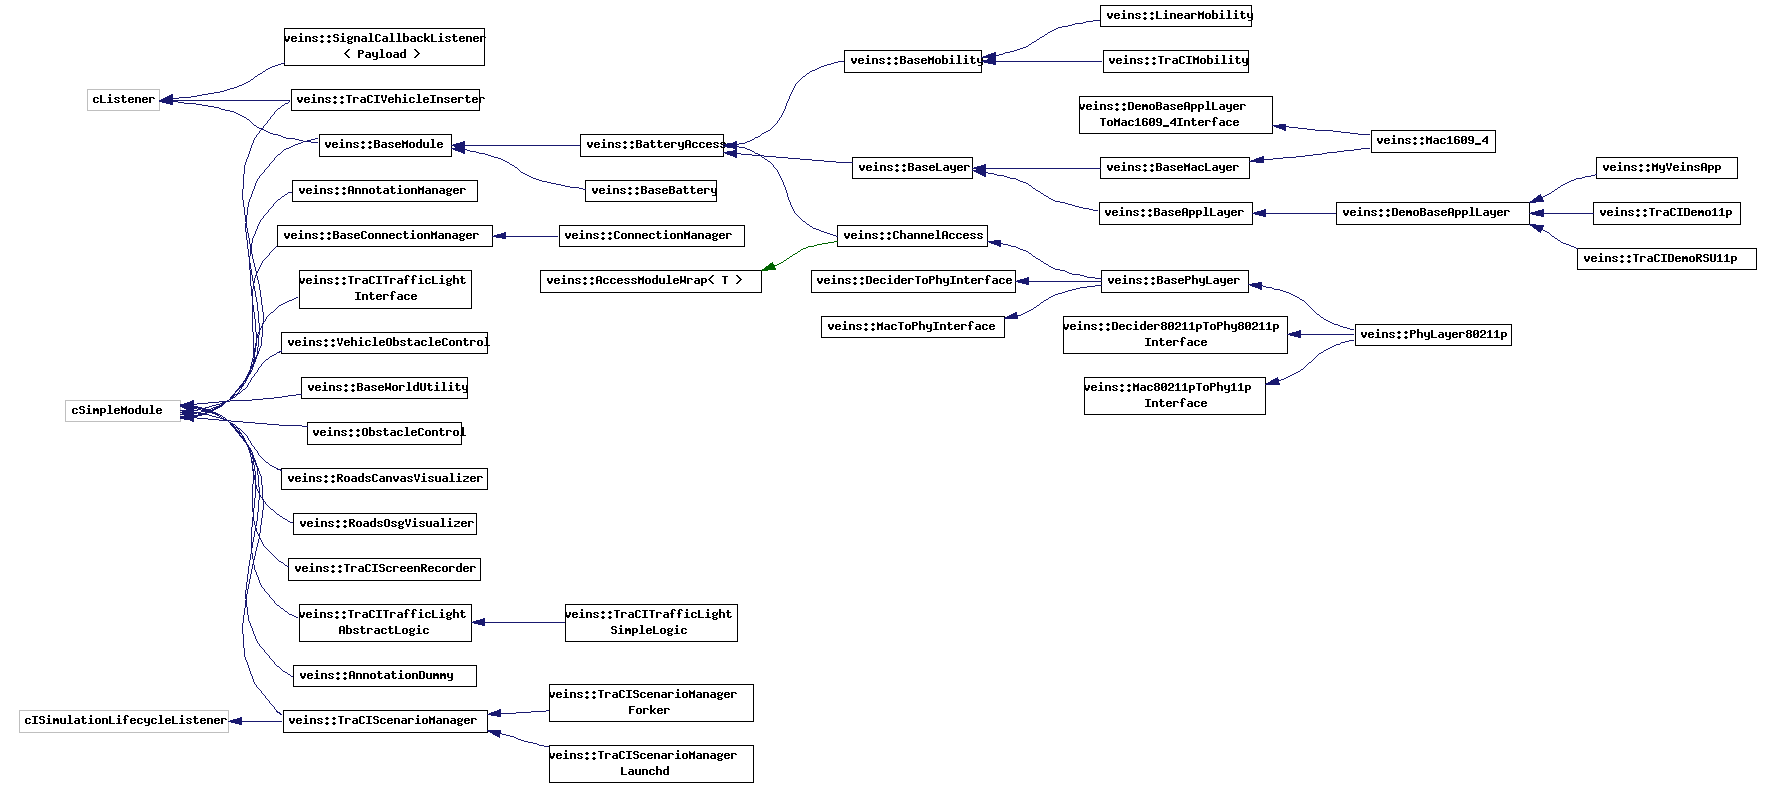 veins::LinearMobility
veins::SignalCallbackListener
< Payload >
veins::BaseMobility
veins::TraCIMobility
cListener
veins::TraCIVehicleInserter
veins::DemoBaseApplLayer
ToMac1609_4Interface
veins::BaseModule
veins::BatteryAccess
veins::Mac1609_4
veins::BaseLayer
veins::BaseMacLayer
veins::MyVeinsApp
veins::AnnotationManager
veins::BaseBattery
veins::BaseApplLayer
veins::DemoBaseApplLayer
veins::TraCIDemo11p
veins::BaseConnectionManager
veins::ConnectionManager
veins::ChannelAccess
veins::TraCIDemoRSU11p
veins::TraCITrafficLight
Interface
veins::AccessModuleWrap< T >
veins::DeciderToPhyInterface
veins::BasePhyLayer
veins::MacToPhyInterface
veins::Decider80211pToPhy80211p
Interface
veins::PhyLayer80211p
veins::VehicleObstacleControl
veins::BaseWorldUtility
veins::Mac80211pToPhy11p
Interface
cSimpleModule
veins::ObstacleControl
veins::RoadsCanvasVisualizer
veins::RoadsOsgVisualizer
veins::TraCIScreenRecorder
veins::TraCITrafficLight
AbstractLogic
veins::TraCITrafficLight
SimpleLogic
veins::AnnotationDummy
veins::TraCIScenarioManager
Forker
cISimulationLifecycleListener
veins::TraCIScenarioManager
veins::TraCIScenarioManager
Launchd